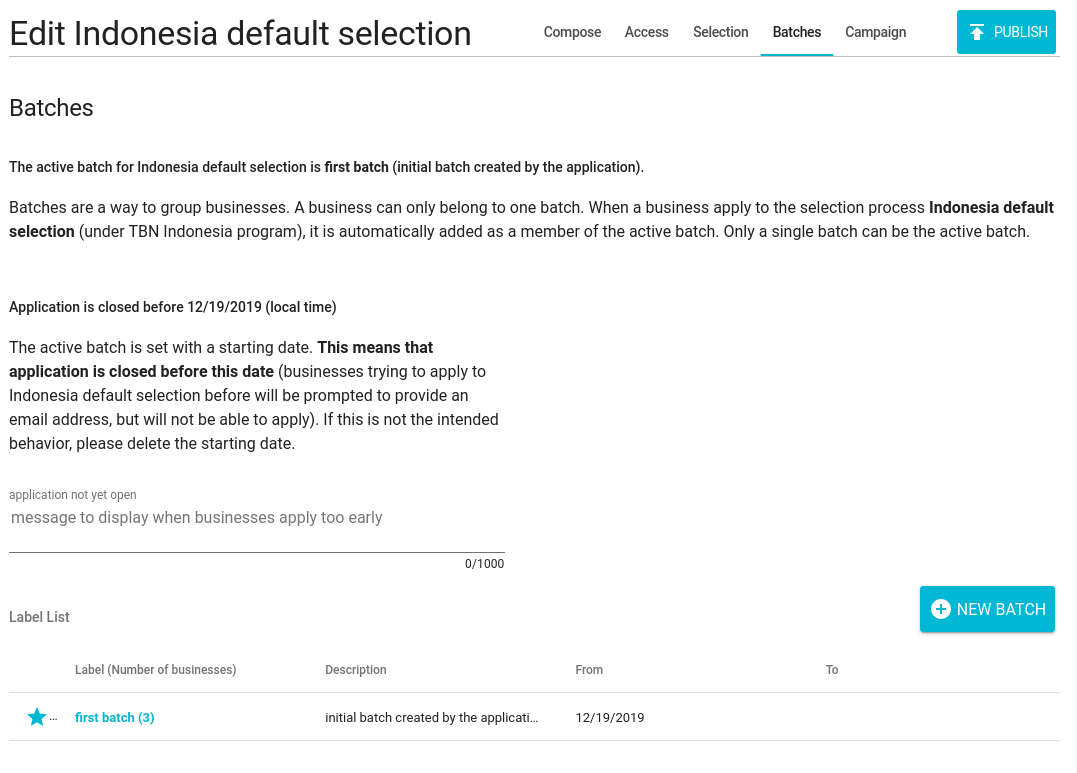 Edit Indonesia default selection
Compose Access Selection Batches Campaign PUBLISH
Batches
The active batch for Indonesia default selection is first batch (initial batch created by the application).
Batches are a way to group businesses. A business can only belong to one batch. When a business apply to the selection process Indonesia default
selection (under TBN Indonesia program), it is automatically added as a member of the active batch. Only a single batch can be the active batch.
Application is closed before 12/19/2019 (local time)
The active batch is set with a starting date. This means that
application is closed before this date (businesses trying to apply to
Indonesia default selection before will be prompted to provide an
email address, but will not be able to apply). If this is not the intended
behavior, please delete the starting date.
application not yet open
message to display when businesses apply too early
0/1000
Label List
NEW BATCH
Label (Number of businesses) Description From To
... first batch (3) initial batch created by the applicati... 12/19/2019